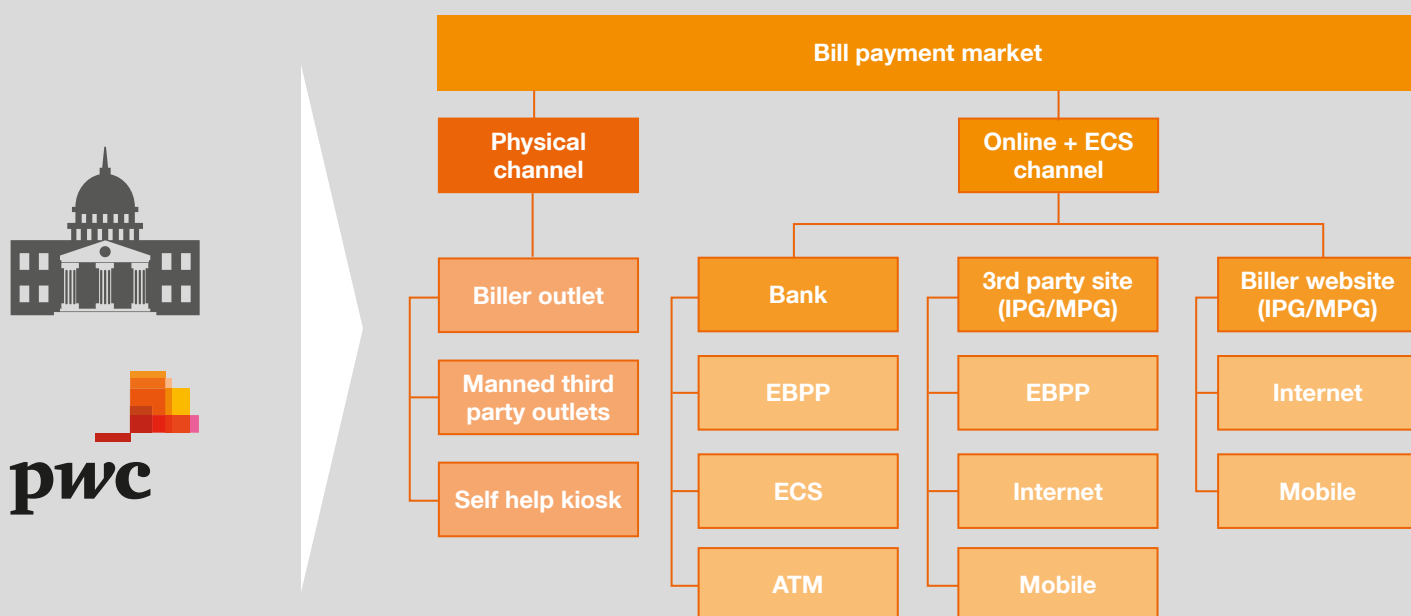 Bill payment market
Physical
channel
Online + ECS
channel
Biller outlet
Bank
3rd party site
(IPG/MPG)
Biller website
(IPG/MPG)
Manned third
party outlets
EBPP
EBPP
Internet
Self help kiosk
ECS
Internet
Mobile
ATM
Mobile
pwc